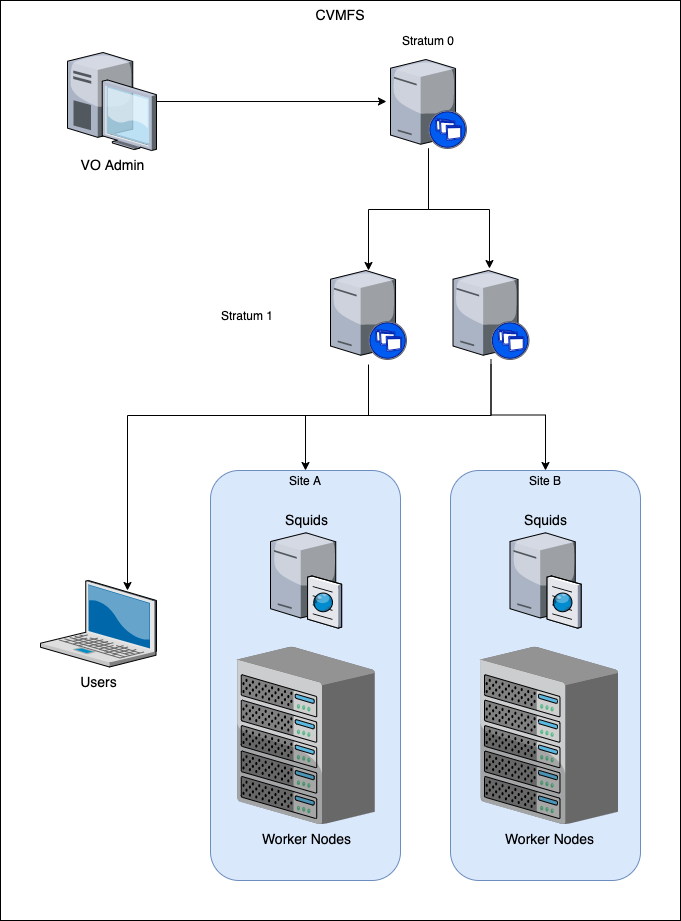 CVMFS
Stratum 0
VO Admin
Stratum 1
Site A
Site B
Squids
Squids
Users
Worker Nodes
Worker Nodes